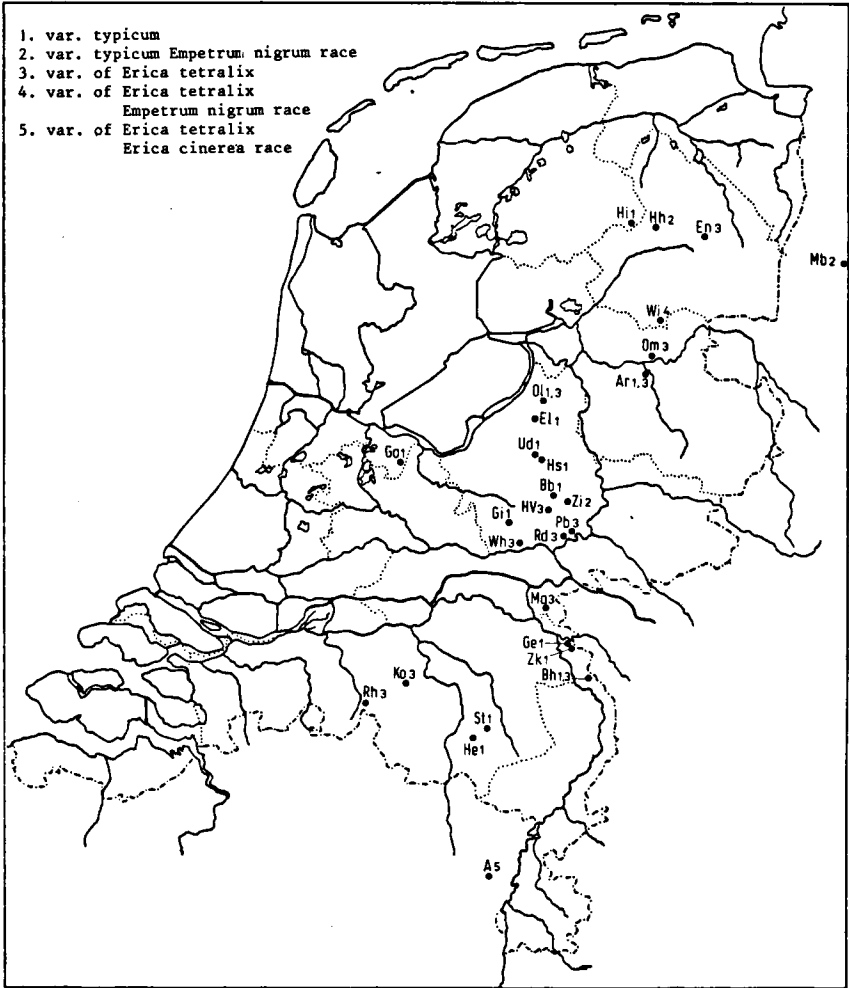 1. var. typicum
2. var. typicum Empetrum nigrum race
3. var. of Erica tetralix
4. var. of Erica tetralix
Empetrum nigrum race
5. var. of Erica tetralix
Erica cinerea race
Hi1
Hh2
En3
Mb2
Wi4
Om3
Ar1,3
Ol1,3
El1
Ud1
Hs1
Go1
Bb1
Zi2
HV3
Gi1
Pb3
Rd3
Wh3
Mo3
Ge1
Zk1
Bh1,3
Ko3
Rh3
St1
He1
A5